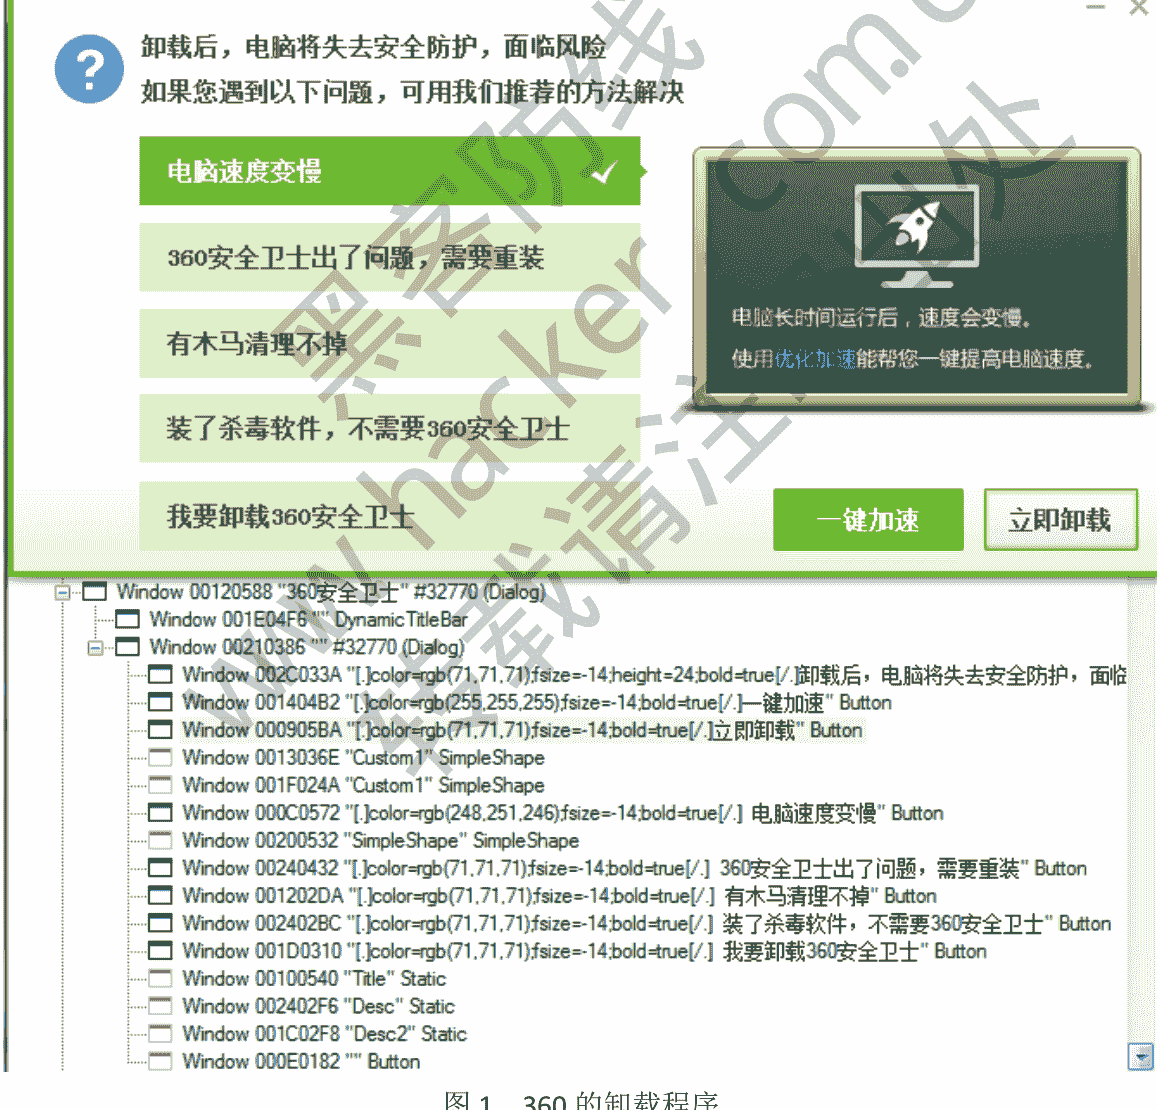 卸载后，电脑将失去安全防护，面临风险
如果您遇到以下问题，可用我们推荐的方法解决
电脑速度变慢
360安全卫士出了问题，需要重装
有木马清理不掉
装了杀毒软件，不需要360安全卫士
我要卸载360安全卫士
电脑长时间运行后，速度会变慢。
使用优化加速能帮您一键提高电脑速度。
一键加速
立即卸载
Window 00120588 "360安全卫士" #32770 (Dialog)
Window 001E04F6 "" DynamicTitleBar
Window 00210386 "" #32770 (Dialog)
Window 002C033A "[.]color=rgb(71,71,71);fsize=-14;height=24;bold=true[/.]卸载后，电脑将失去安全防护，面临
Window 001404B2 "[.]color=rgb(255,255,255);fsize=-14;bold=true[/.]一键加速" Button
Window 000905BA "[.]color=rgb(71,71,71);fsize=-14;bold=true[/.]立即卸载" Button
Window 0013036E "Custom1" SimpleShape
Window 001F024A "Custom1" SimpleShape
Window 000C0572 "[.]color=rgb(248,251,246);fsize=-14;bold=true[/.] 电脑速度变慢" Button
Window 00200532 "SimpleShape" SimpleShape
Window 00240432 "[.]color=rgb(71,71,71);fsize=-14;bold=true[/.] 360安全卫士出了问题，需要重装" Button
Window 001202DA "[.]color=rgb(71,71,71);fsize=-14;bold=true[/.] 有木马清理不掉" Button
Window 002402BC "[.]color=rgb(71,71,71);fsize=-14;bold=true[/.] 装了杀毒软件，不需要360安全卫士" Button
Window 001D0310 "[.]color=rgb(71,71,71);fsize=-14;bold=true[/.] 我要卸载360安全卫士" Button
Window 00100540 "Title" Static
Window 002402F6 "Desc" Static
Window 001C02F8 "Desc2" Static
Window 000E0182 "" Button
图 1 360 的卸载程序
黑客防线
www.hacker.com.c
转载请注明出处